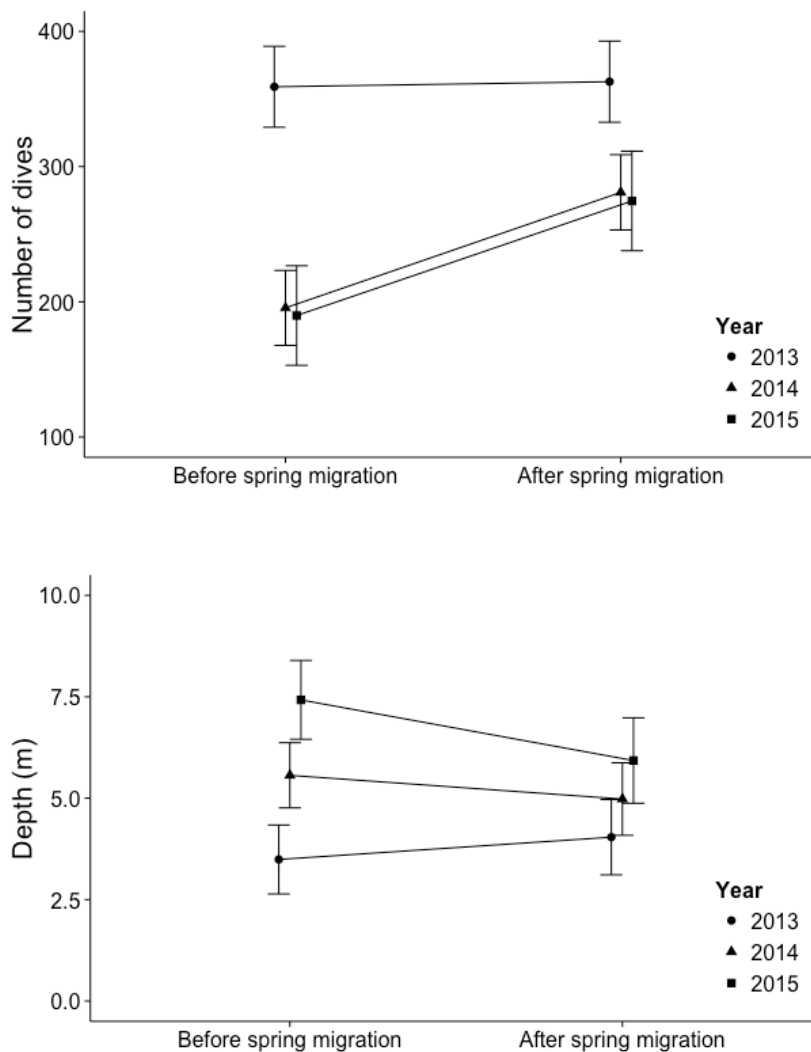 400
300
200
100
Number of dives
Before spring migration
After spring migration
Year
2013
2014
2015
10.0
7.5
5.0
2.5
0.0
Depth (m)
Before spring migration
After spring migration
Year
2013
2014
2015